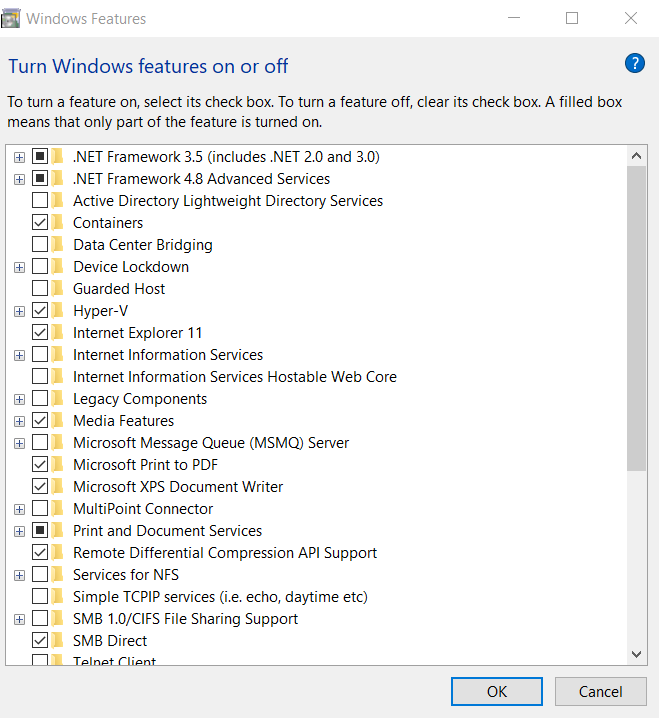 Windows Features
Turn Windows features on or off
?
To turn a feature on, select its check box. To turn a feature off, clear its check box. A filled box
means that only part of the feature is turned on.
.NET Framework 3.5 (includes .NET 2.0 and 3.0)
.NET Framework 4.8 Advanced Services
Active Directory Lightweight Directory Services
Containers
Data Center Bridging
Device Lockdown
Guarded Host
Hyper-V
Internet Explorer 11
Internet Information Services
Internet Information Services Hostable Web Core
Legacy Components
Media Features
Microsoft Message Queue (MSMQ) Server
Microsoft Print to PDF
Microsoft XPS Document Writer
MultiPoint Connector
Print and Document Services
Remote Differential Compression API Support
Services for NFS
Simple TCPIP services (i.e. echo, daytime etc)
SMB 1.0/CIFS File Sharing Support
SMB Direct
Telnet Client
OK
Cancel